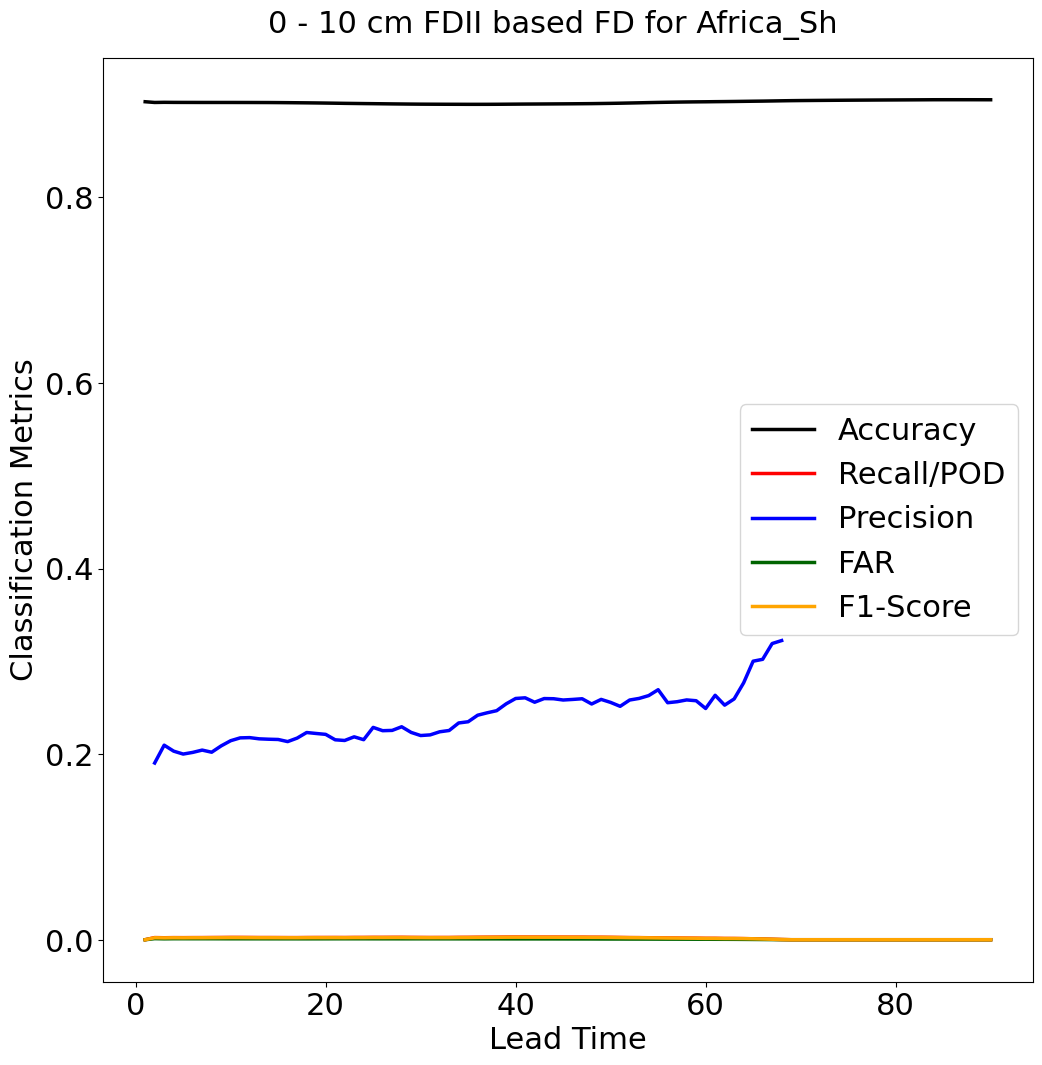 0 - 10 cm FDII based FD for Africa_Sh
Classification Metrics
0.8
0.6
0.4
0.2
0.0
Accuracy
Recall/POD
Precision
FAR
F1-Score
0 20 40 60 80
Lead Time